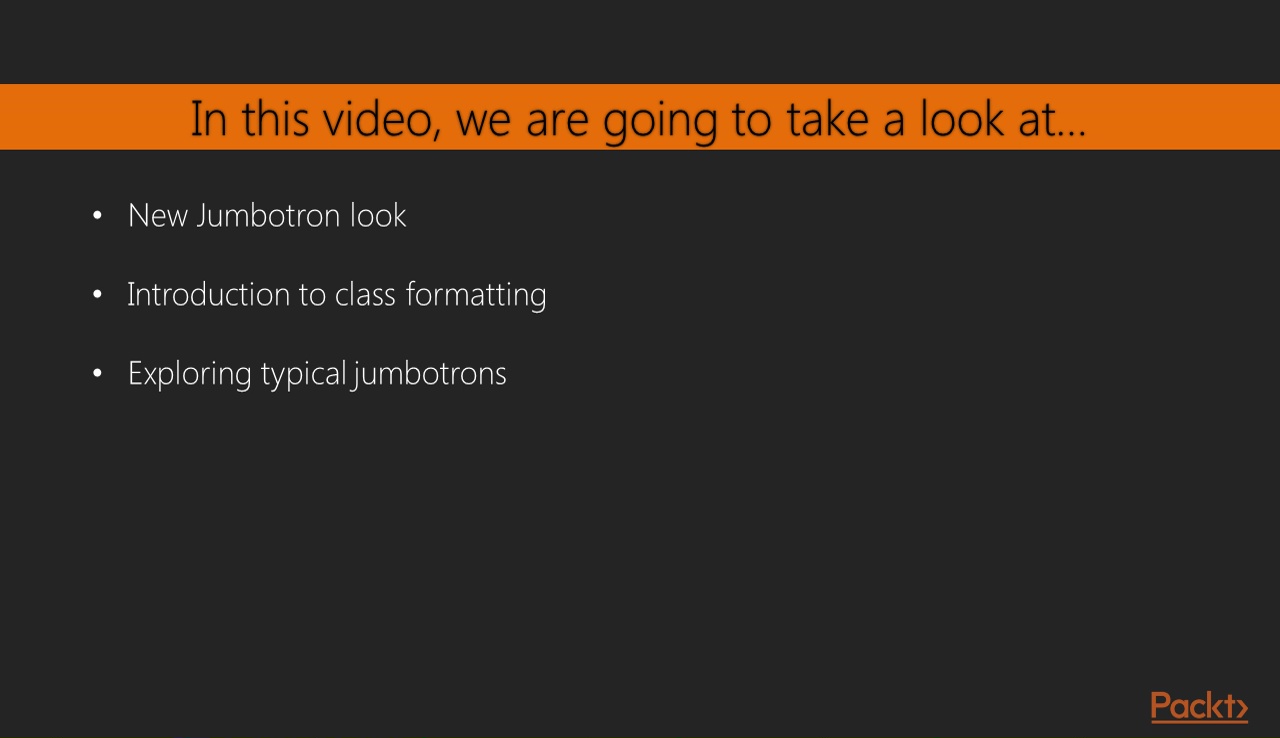 In this video, we are going to take a look at...
• New Jumbotron look
• Introduction to class formatting
• Exploring typical jumbotrons
Packt>